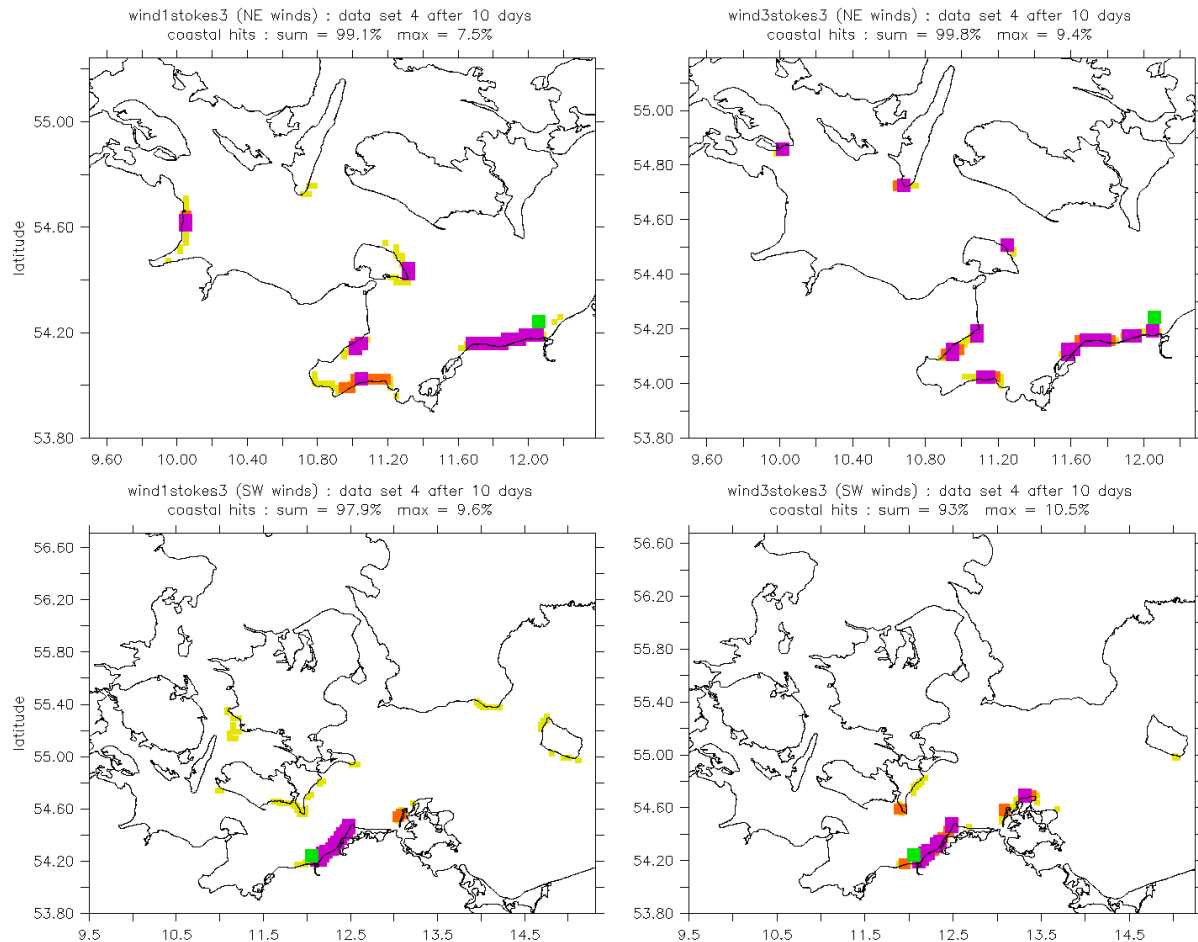 wind1stokes3 (NE winds) : data set 4 after 10 days
coastal hits : sum = 99.1% max = 7.5%
55.00
54.60
54.20
53.80
latitude
9.60 10.00 10.40 10.80 11.20 11.60 12.00
wind3stokes3 (NE winds) : data set 4 after 10 days
coastal hits : sum = 99.8% max = 9.4%
55.00
54.80
54.60
54.40
54.20
54.00
53.80
9.60 10.00 10.40 10.80 11.20 11.60 12.00
wind1stokes3 (SW winds) : data set 4 after 10 days
coastal hits : sum = 97.9% max = 9.6%
56.60
56.20
55.80
55.40
55.00
54.60
54.20
53.80
latitude
9.5 10.5 11.5 12.5 13.5 14.5
wind3stokes3 (SW winds) : data set 4 after 10 days
coastal hits : sum = 93% max = 10.5%
56.60
56.20
55.80
55.40
55.00
54.60
54.20
53.80
9.5 10.5 11.5 12.5 13.5 14.5